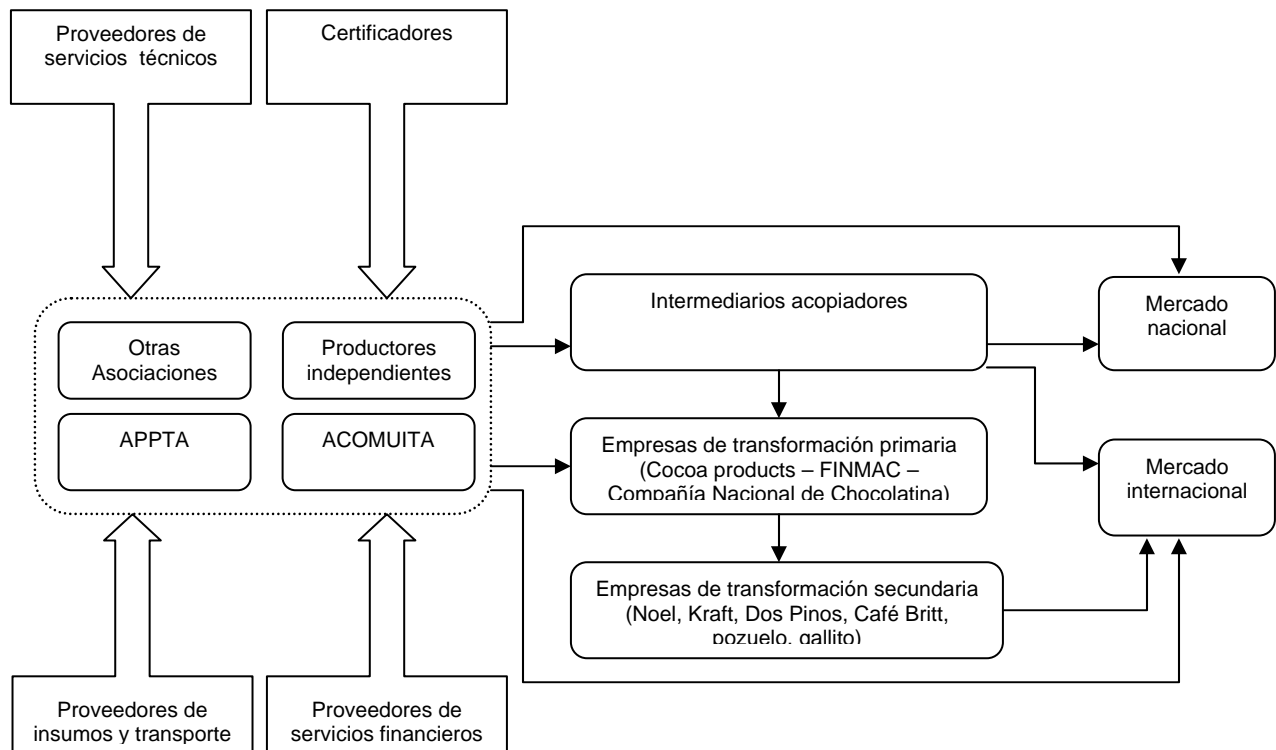 Proveedores de
servicios técnicos
Certificadores
Otras
Asociaciones
Productores
independientes
APPTA
ACOMUITA
Intermediarios acopiadores
Empresas de transformación primaria
(Cocoa products – FINMAC –
Compañía Nacional de Chocolatina)
Empresas de transformación secundaria
(Noel, Kraft, Dos Pinos, Café Britt,
pozuelo, gallito)
Mercado
nacional
Mercado
internacional
Proveedores de
insumos y transporte
Proveedores de
servicios financieros